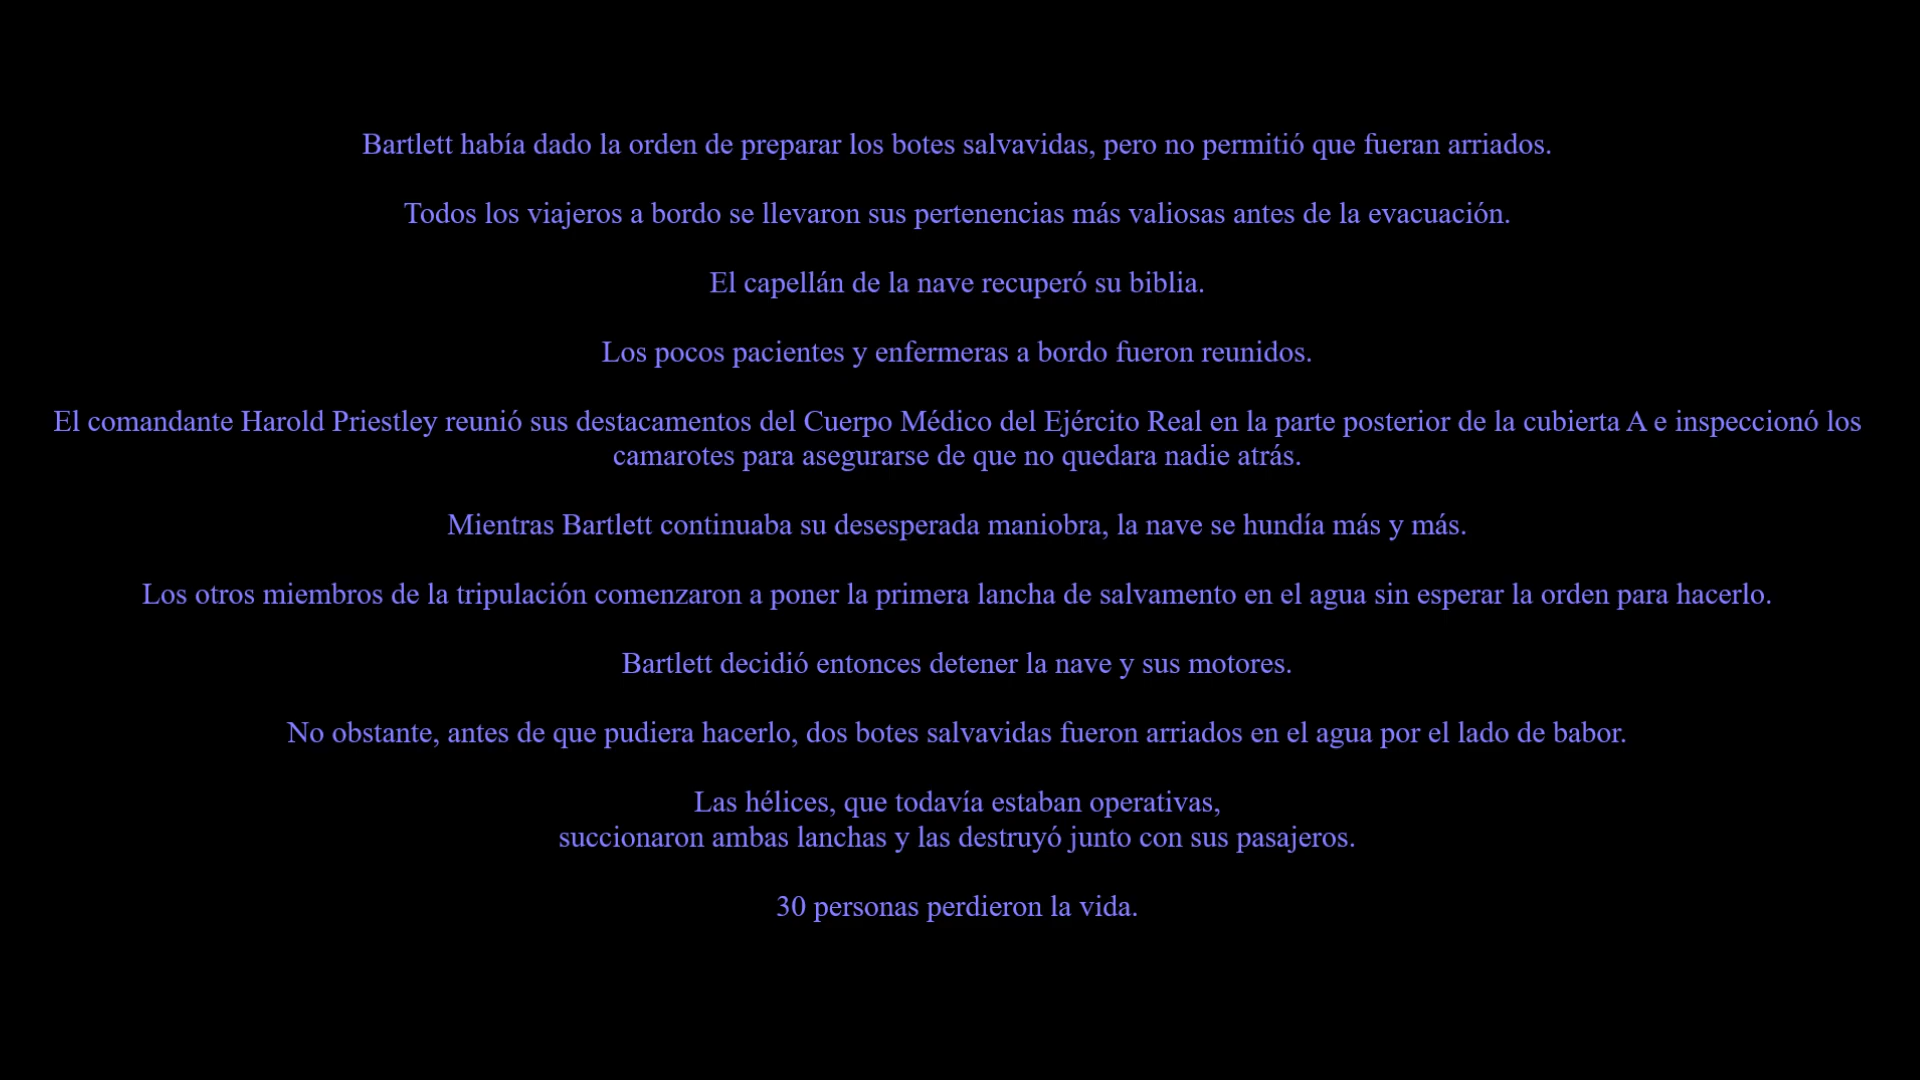 Bartlett había dado la orden de preparar los botes salvavidas, pero no permitió que fueran arriados.
Todos los viajeros a bordo se llevaron sus pertenencias más valiosas antes de la evacuación.
El capellán de la nave recuperó su biblia.
Los pocos pacientes y enfermeras a bordo fueron reunidos.
El comandante Harold Priestley reunió sus destacamentos del Cuerpo Médico del Ejército Real en la parte posterior de la cubierta A e inspeccionó los
camarotes para asegurarse de que no quedara nadie atrás.
Mientras Bartlett continuaba su desesperada maniobra, la nave se hundía más y más.
Los otros miembros de la tripulación comenzaron a poner la primera lancha de salvamento en el agua sin esperar la orden para hacerlo.
Bartlett decidió entonces detener la nave y sus motores.
No obstante, antes de que pudiera hacerlo, dos botes salvavidas fueron arriados en el agua por el lado de babor.
Las hélices, que todavía estaban operativas,
succionaron ambas lanchas y las destruyó junto con sus pasajeros.
30 personas perdieron la vida.